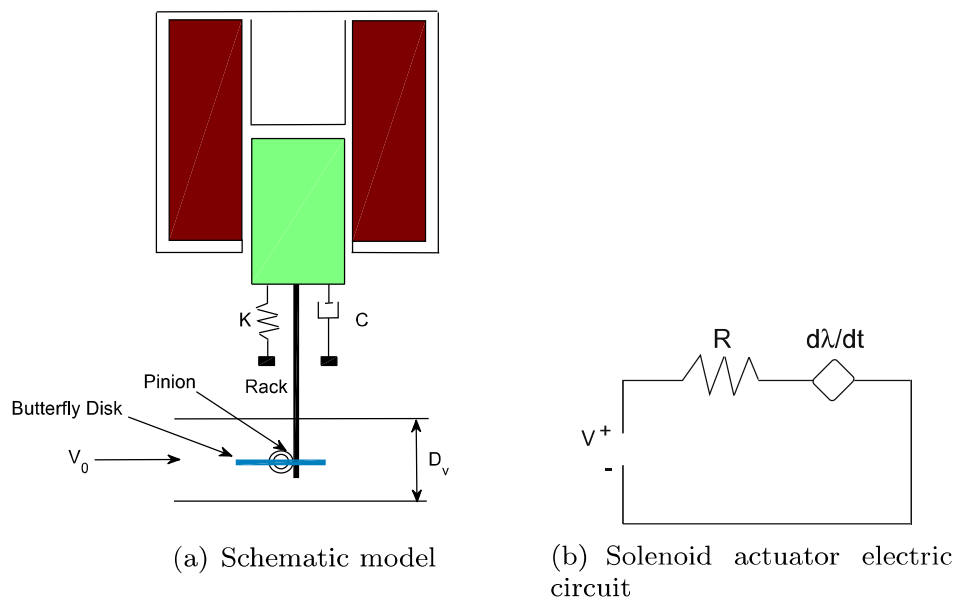 K
C
Pinion
Rack
Butterfly Disk
V0
Dv
(a) Schematic model
R
dλ/dt
V
+
-
(b) Solenoid actuator electric
circuit